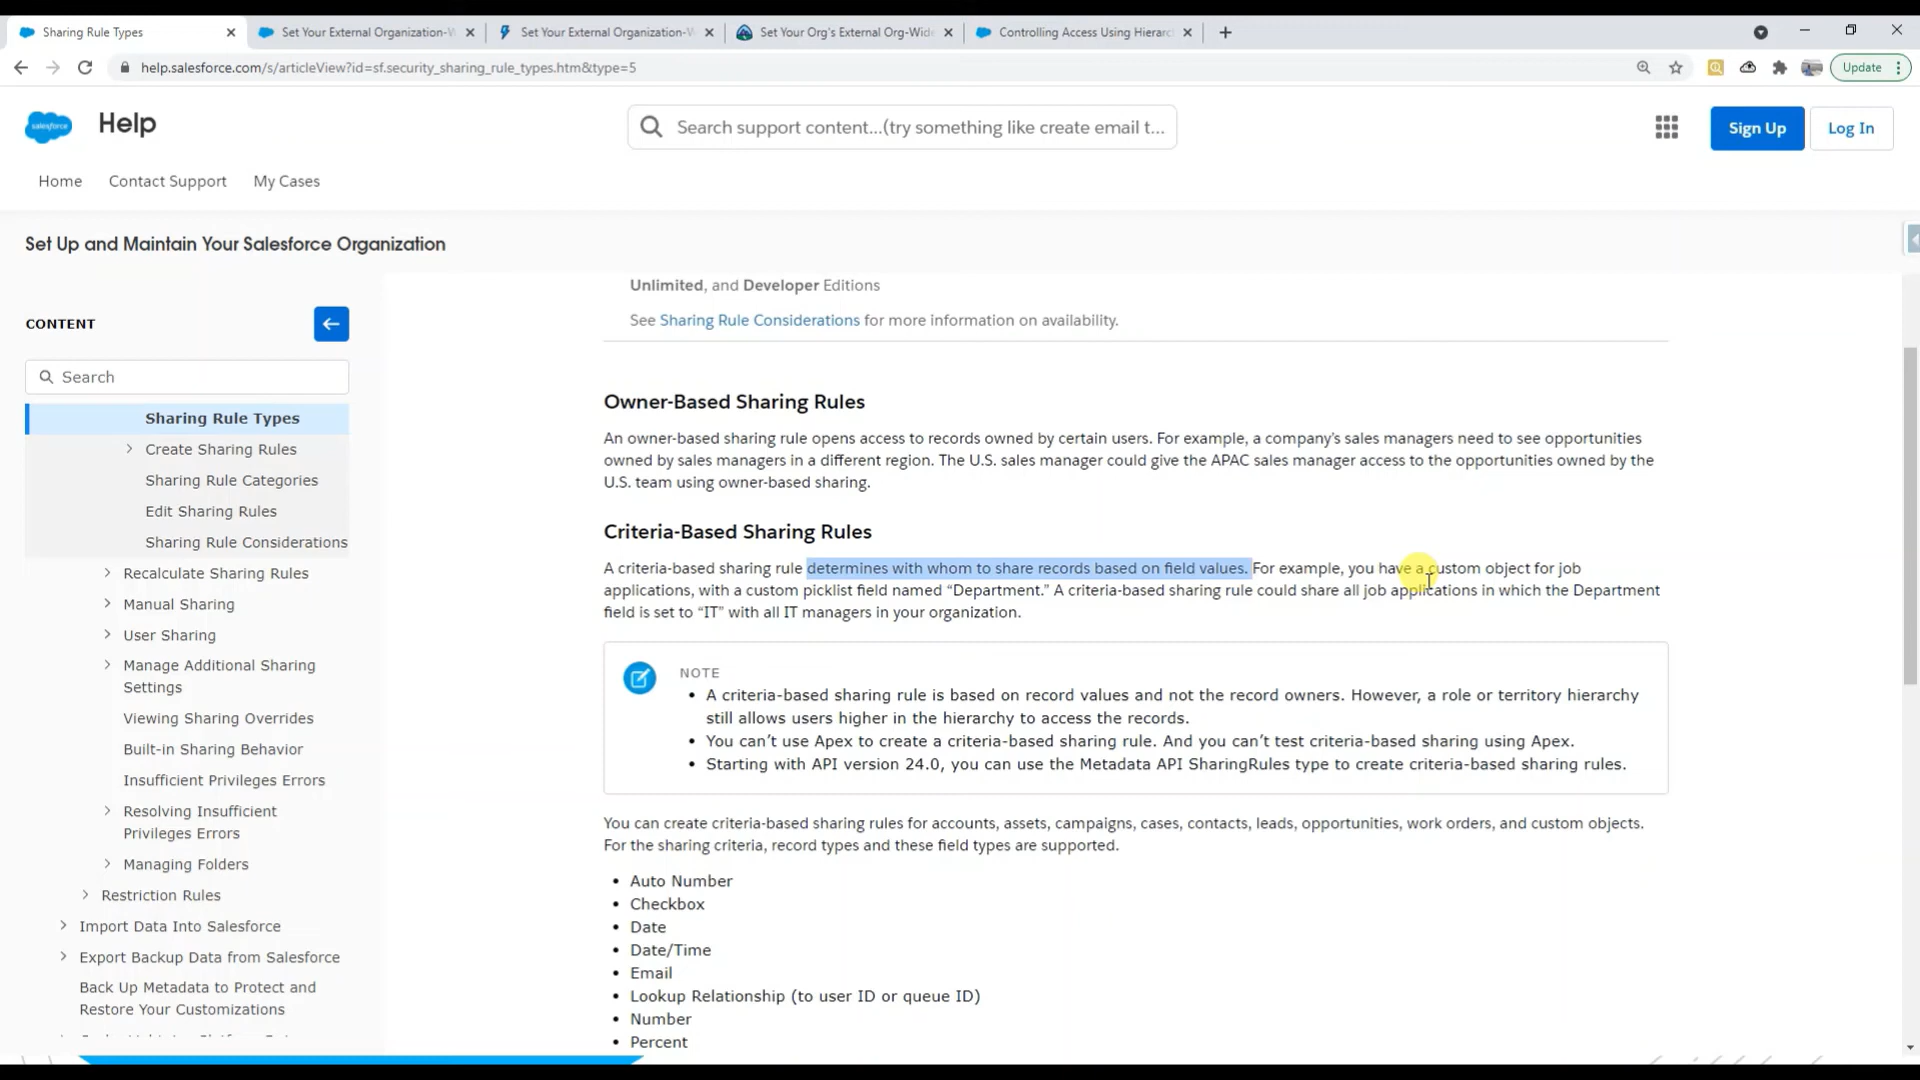 Sharing Rule Types
Set Your External Organization-W
Set Your External Organization-W
Set Your Org's External Org-Wide
Controlling Access Using Hierarc
help.salesforce.com/s/articleView?id=sf.security_sharing_rule_types.htm&type=5
Update
salesforce
Help
Search support content...(try something like create email t...
Sign Up
Log In
Home
Contact Support
My Cases
Set Up and Maintain Your Salesforce Organization
CONTENT
Search
Sharing Rule Types
Create Sharing Rules
Sharing Rule Categories
Edit Sharing Rules
Sharing Rule Considerations
Recalculate Sharing Rules
Manual Sharing
User Sharing
Manage Additional Sharing
Settings
Viewing Sharing Overrides
Built-in Sharing Behavior
Insufficient Privileges Errors
Resolving Insufficient
Privileges Errors
Managing Folders
Restriction Rules
Import Data Into Salesforce
Export Backup Data from Salesforce
Back Up Metadata to Protect and
Restore Your Customizations
Unlimited, and Developer Editions
See Sharing Rule Considerations for more information on availability.
Owner-Based Sharing Rules
An owner-based sharing rule opens access to records owned by certain users. For example, a company's sales managers need to see opportunities
owned by sales managers in a different region. The U.S. sales manager could give the APAC sales manager access to the opportunities owned by the
U.S. team using owner-based sharing.
Criteria-Based Sharing Rules
A criteria-based sharing rule determines with whom to share records based on field values. For example, you have a custom object for job
applications, with a custom picklist field named “Department.” A criteria-based sharing rule could share all job applications in which the Department
field is set to “IT” with all IT managers in your organization.
NOTE
• A criteria-based sharing rule is based on record values and not the record owners. However, a role or territory hierarchy
still allows users higher in the hierarchy to access the records.
• You can’t use Apex to create a criteria-based sharing rule. And you can’t test criteria-based sharing using Apex.
• Starting with API version 24.0, you can use the Metadata API SharingRules type to create criteria-based sharing rules.
You can create criteria-based sharing rules for accounts, assets, campaigns, cases, contacts, leads, opportunities, work orders, and custom objects.
For the sharing criteria, record types and these field types are supported.
• Auto Number
• Checkbox
• Date
• Date/Time
• Email
• Lookup Relationship (to user ID or queue ID)
• Number
• Percent